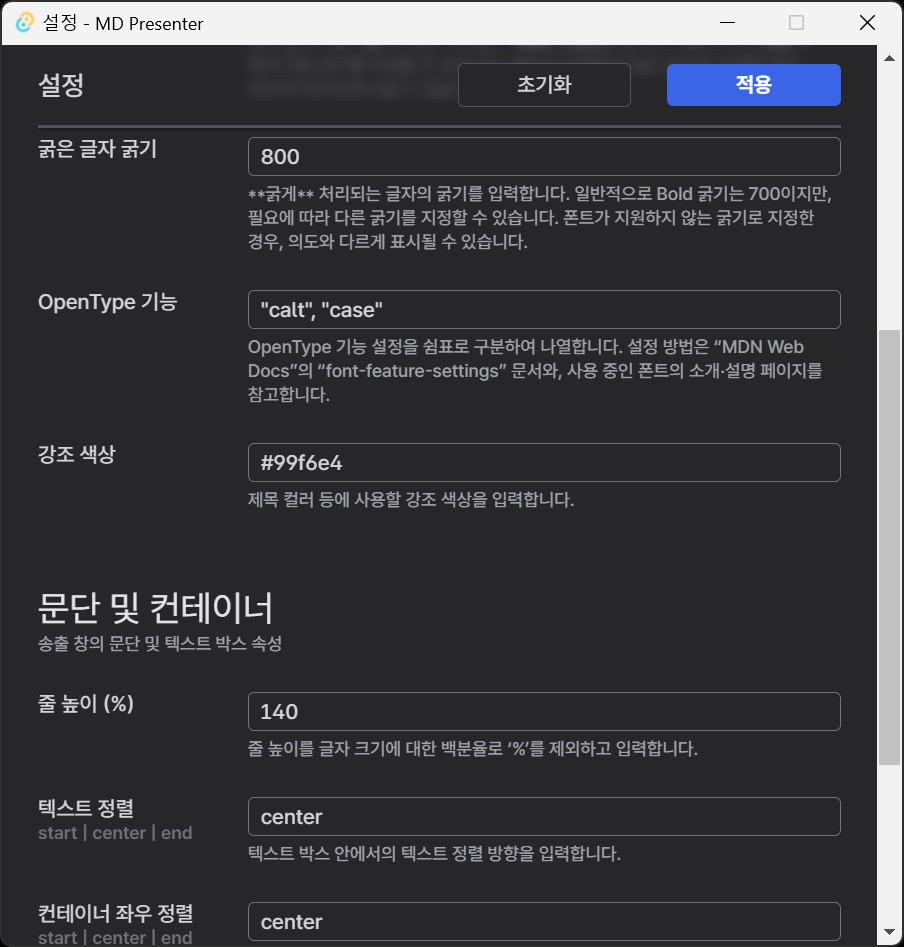 설정 - MD Presenter
설정
초기화
적용
굵은 글자 굵기
800
**굵게** 처리되는 글자의 굵기를 입력합니다. 일반적으로 Bold 굵기는 700이지만,
필요에 따라 다른 굵기를 지정할 수 있습니다. 폰트가 지원하지 않는 굵기로 지정한
경우, 의도와 다르게 표시될 수 있습니다.
OpenType 기능
"calt", "case"
OpenType 기능 설정을 쉼표로 구분하여 나열합니다. 설정 방법은 “MDN Web
Docs”의 “font-feature-settings” 문서와, 사용 중인 폰트의 소개·설명 페이지를
참고합니다.
강조 색상
#99f6e4
제목 컬러 등에 사용할 강조 색상을 입력합니다.
문단 및 컨테이너
송출 창의 문단 및 텍스트 박스 속성
줄 높이 (%)
140
줄 높이를 글자 크기에 대한 백분율로 ‘%’를 제외하고 입력합니다.
텍스트 정렬
start | center | end
center
텍스트 박스 안에서의 텍스트 정렬 방향을 입력합니다.
컨테이너 좌우 정렬
start | center | end
center